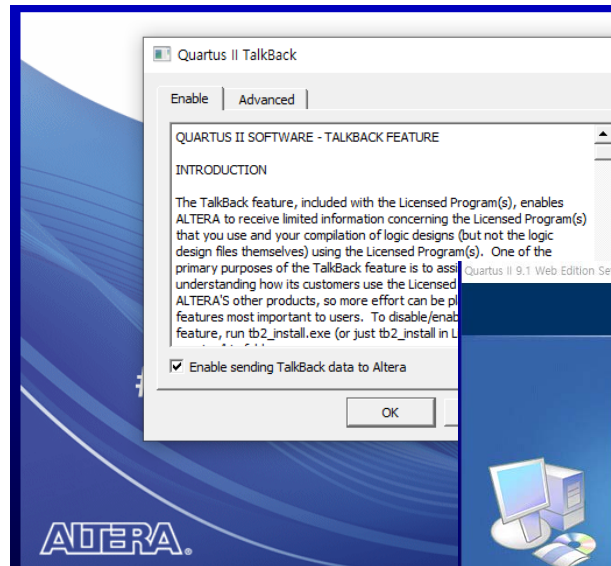 Quartus II TalkBack
Enable
Advanced
QUARTUS II SOFTWARE - TALKBACK FEATURE
INTRODUCTION
The TalkBack feature, included with the Licensed Program(s), enables
ALTERA to receive limited information concerning the Licensed Program(s)
that you use and your compilation of logic designs (but not the logic
design files themselves) using the Licensed Program(s). One of the
primary purposes of the TalkBack feature is to assi
understanding how its customers use the Licensed
ALTERA'S other products, so more effort can be pl
features most important to users. To disable/enab
feature, run tb2_install.exe (or just tb2_install in L
Enable sending TalkBack data to Altera
OK
Quartus II 9.1 Web Edition Se
ALTERA®